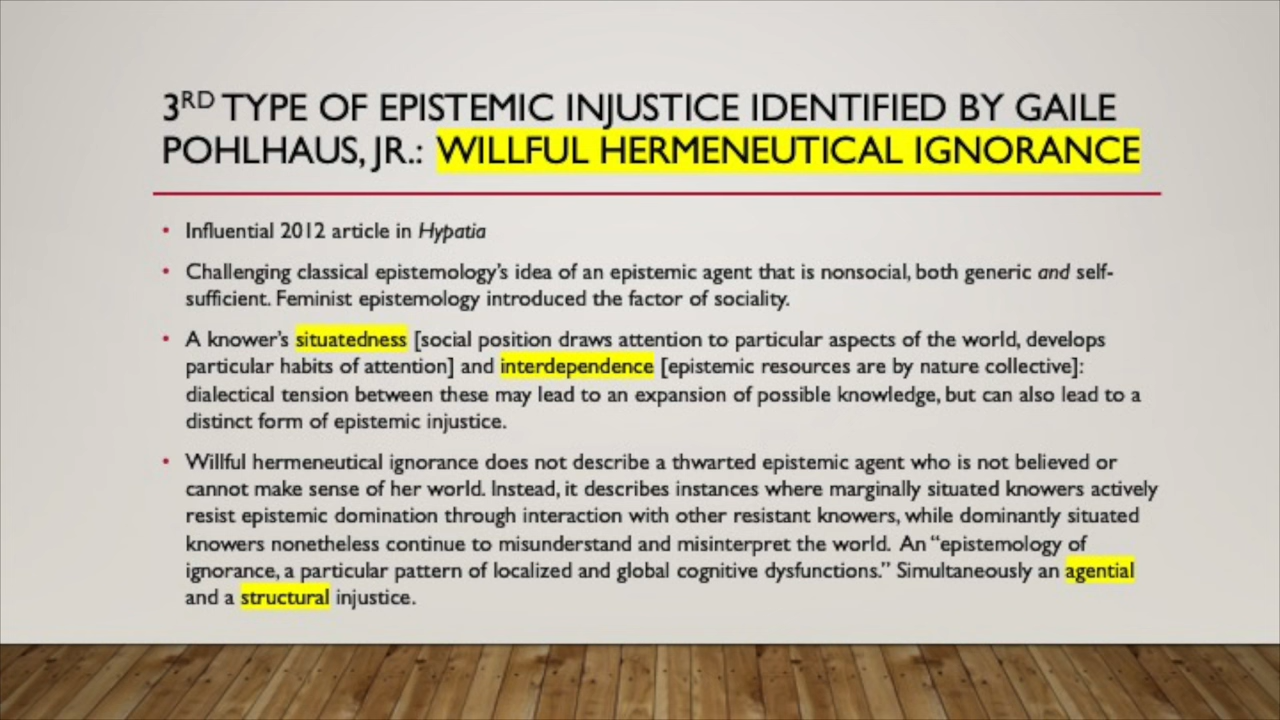 3RD TYPE OF EPISTEMIC INJUSTICE IDENTIFIED BY GAILE
POHLHAUS, JR.: WILLFUL HERMENEUTICAL IGNORANCE
• Influential 2012 article in Hypatia
• Challenging classical epistemology's idea of an epistemic agent that is nonsocial, both generic and self-
sufficient. Feminist epistemology introduced the factor of sociality.
• A knower's situatedness [social position draws attention to particular aspects of the world, develops
particular habits of attention] and interdependence [epistemic resources are by nature collective]:
dialectical tension between these may lead to an expansion of possible knowledge, but can also lead to a
distinct form of epistemic injustice.
• Willful hermeneutical ignorance does not describe a thwarted epistemic agent who is not believed or
cannot make sense of her world. Instead, it describes instances where marginally situated knowers actively
resist epistemic domination through interaction with other resistant knowers, while dominantly situated
knowers nonetheless continue to misunderstand and misinterpret the world. An “epistemology of
ignorance, a particular pattern of localized and global cognitive dysfunctions.” Simultaneously an agential
and a structural injustice.